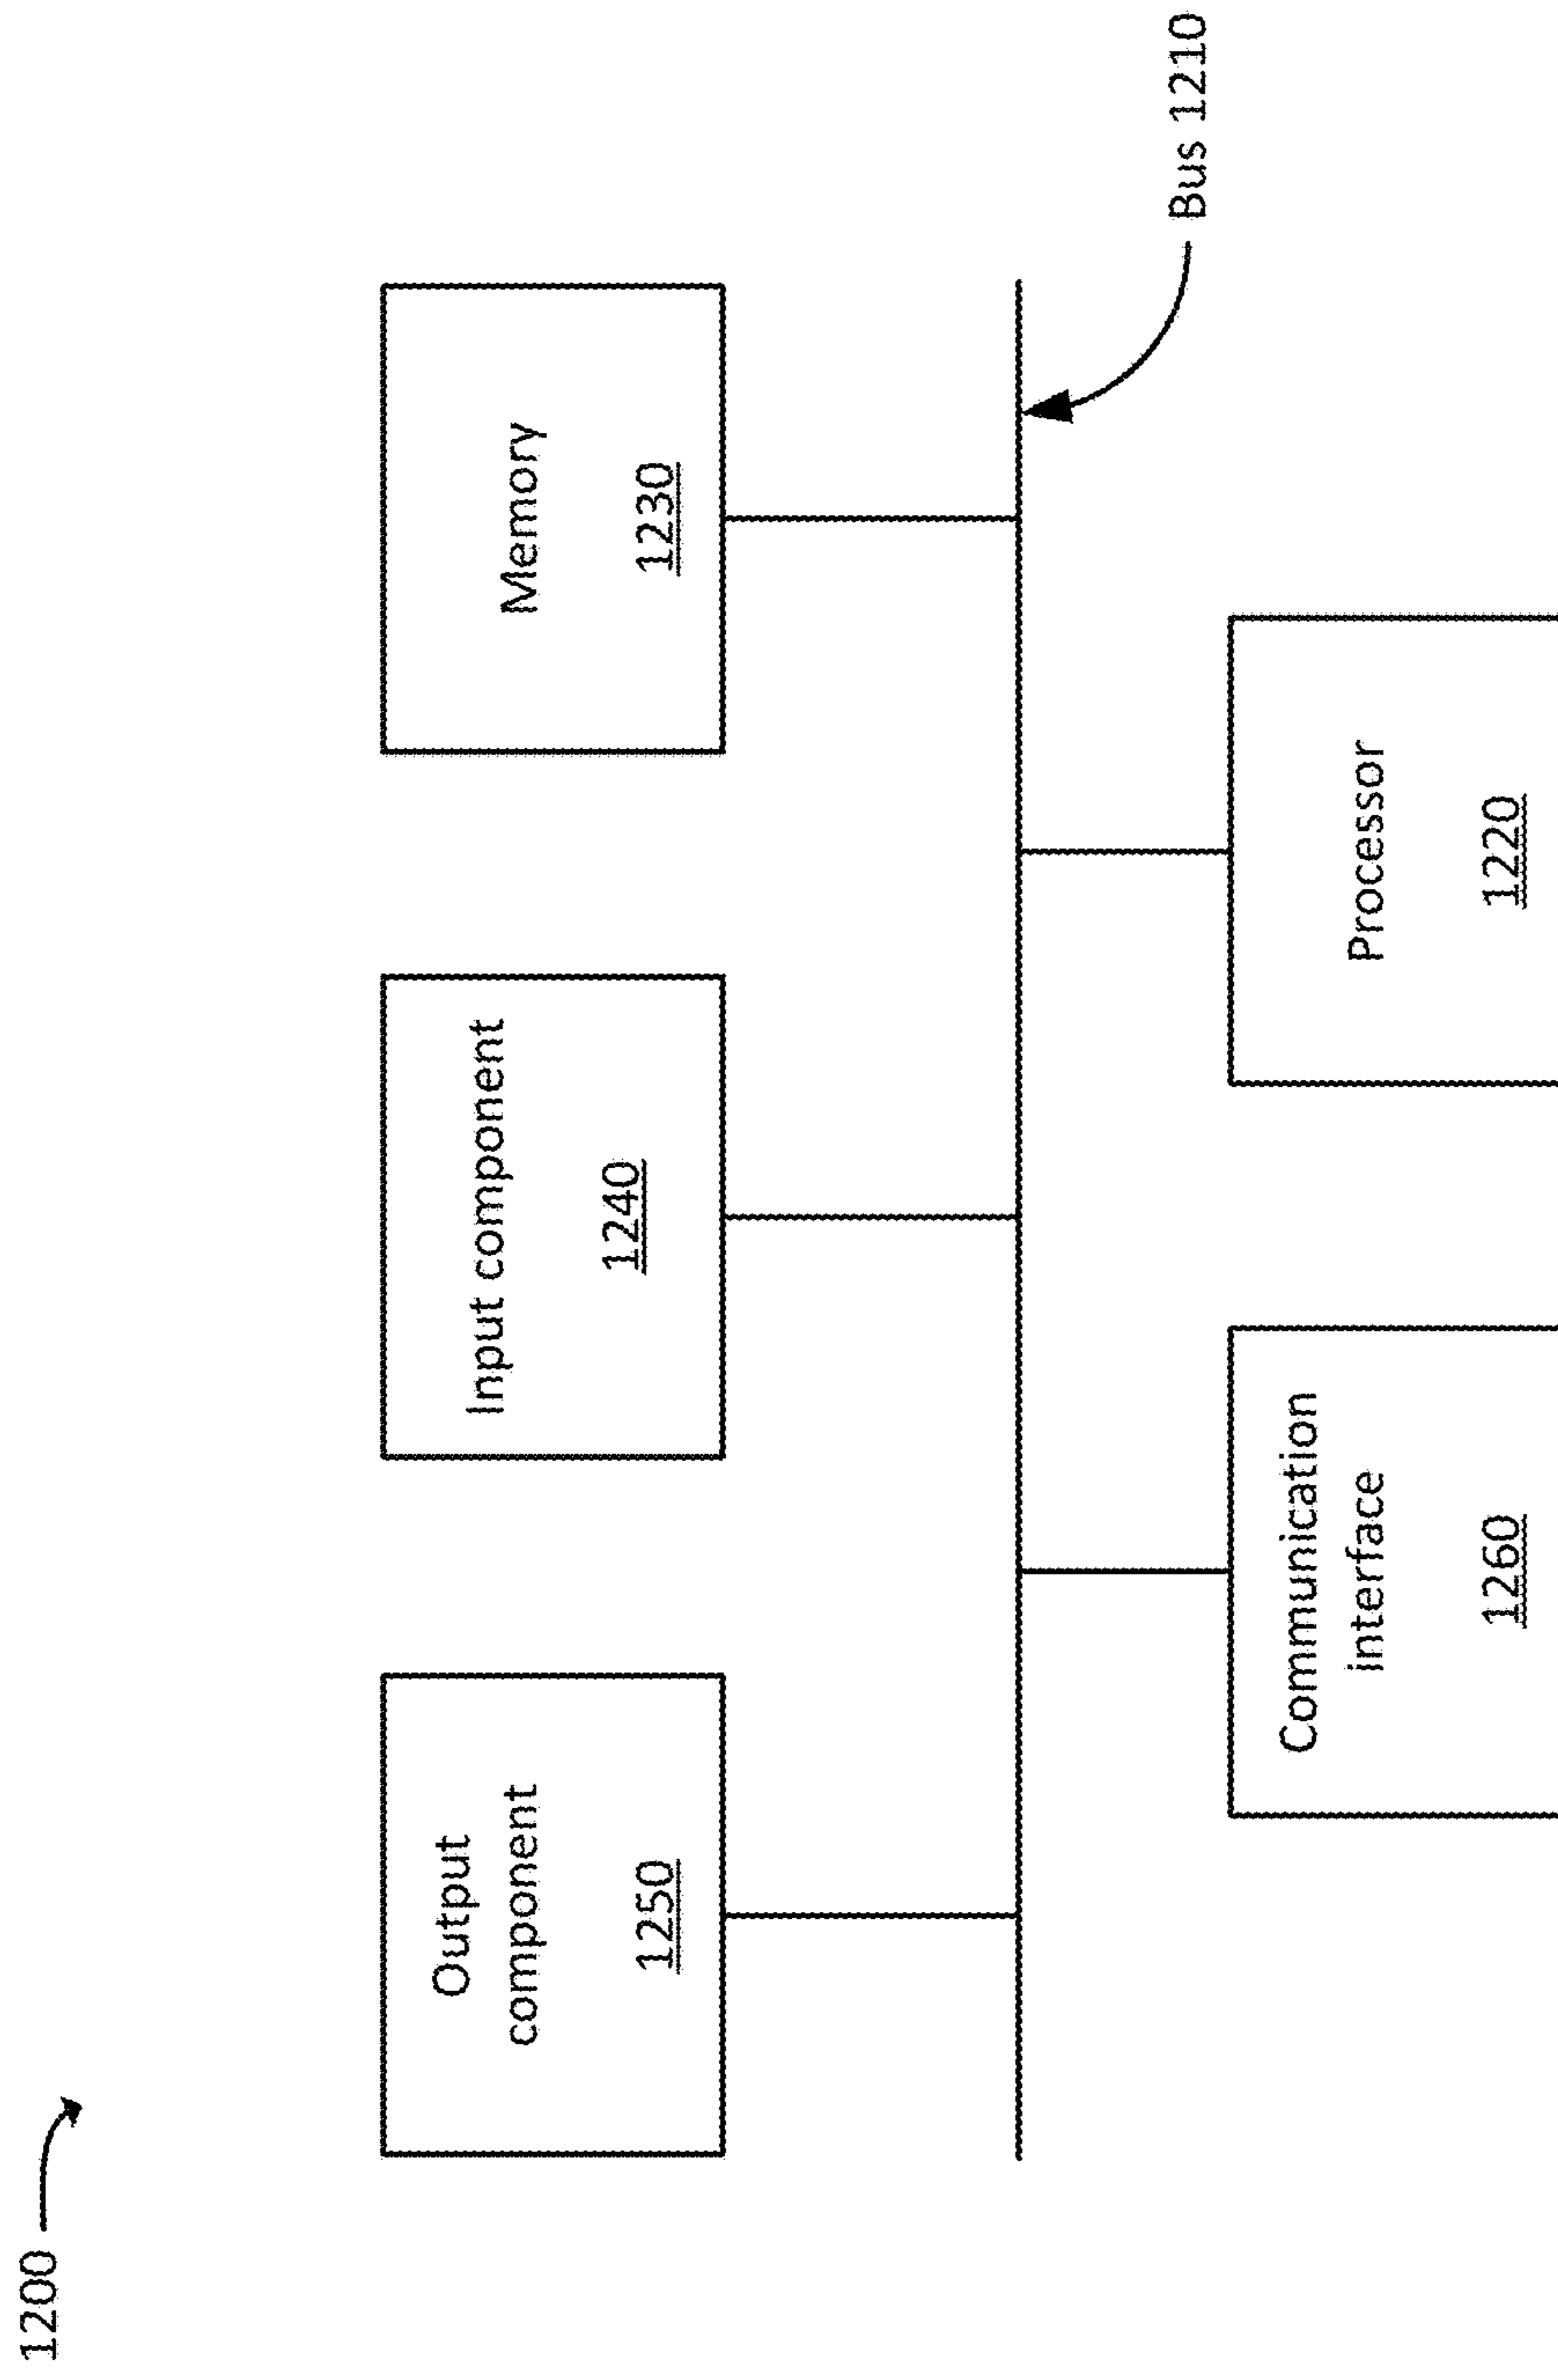 1200
Output
component
1250
Input component
1240
Memory
1230
Communication
interface
1260
Processor
1220
Bus 1210